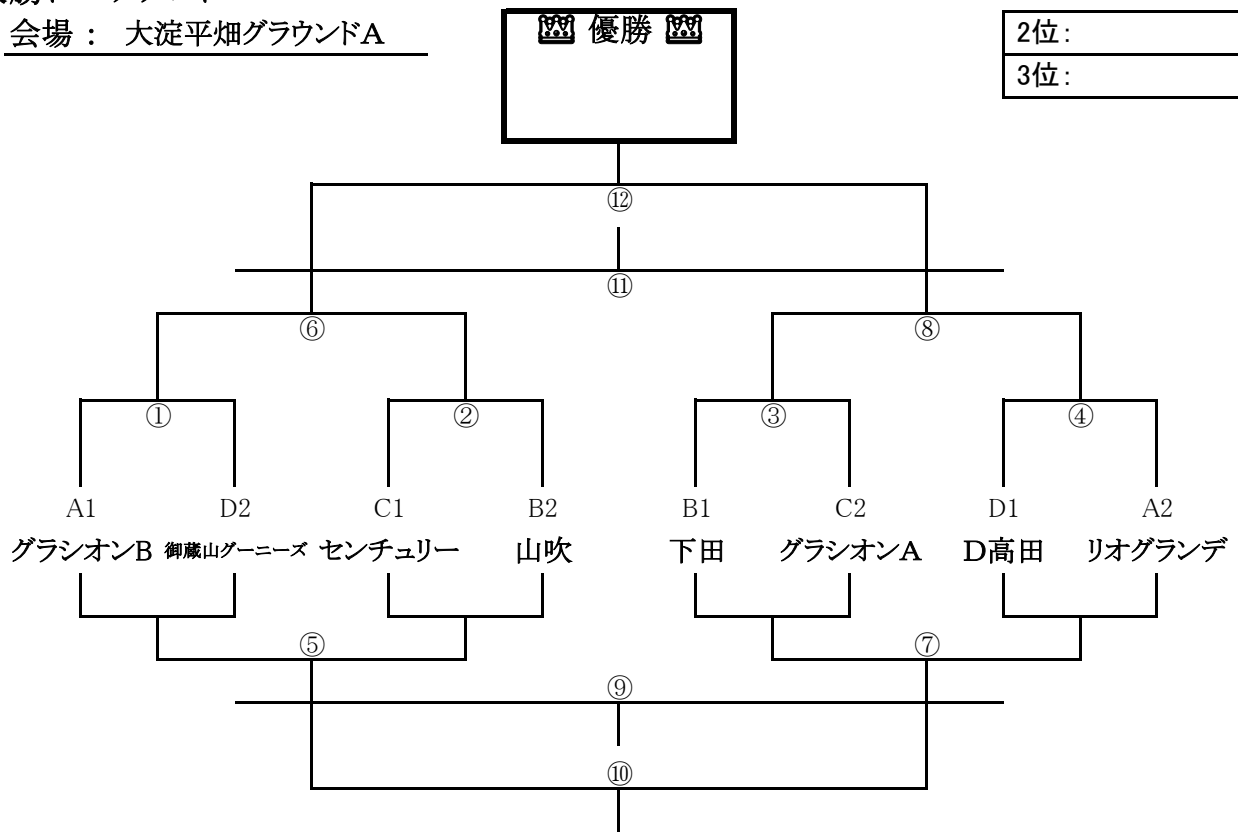 会場： 大淀平畑グラウンドA
優勝
2位：
3位：
⑫
⑪
⑥ ⑧
① ② ③ ④
A1 D2 C1 B2 B1 C2 D1 A2
グラシオンB 御蔵山グーニーズ センチュリー 山吹 下田 グラシオンA D高田 リオグランデ
⑤ ⑦
⑨
⑩